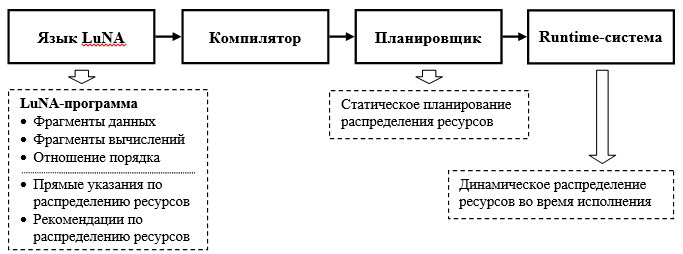 Язык LuNA
Компилятор
Планировщик
Runtime-система
LuNA-программа
• Фрагменты данных
• Фрагменты вычислений
• Отношение порядка
• Прямые указания по
распределению ресурсов
• Рекомендации по
распределению ресурсов
Статическое планирование
распределения ресурсов
Динамическое распределение
ресурсов во время исполнения